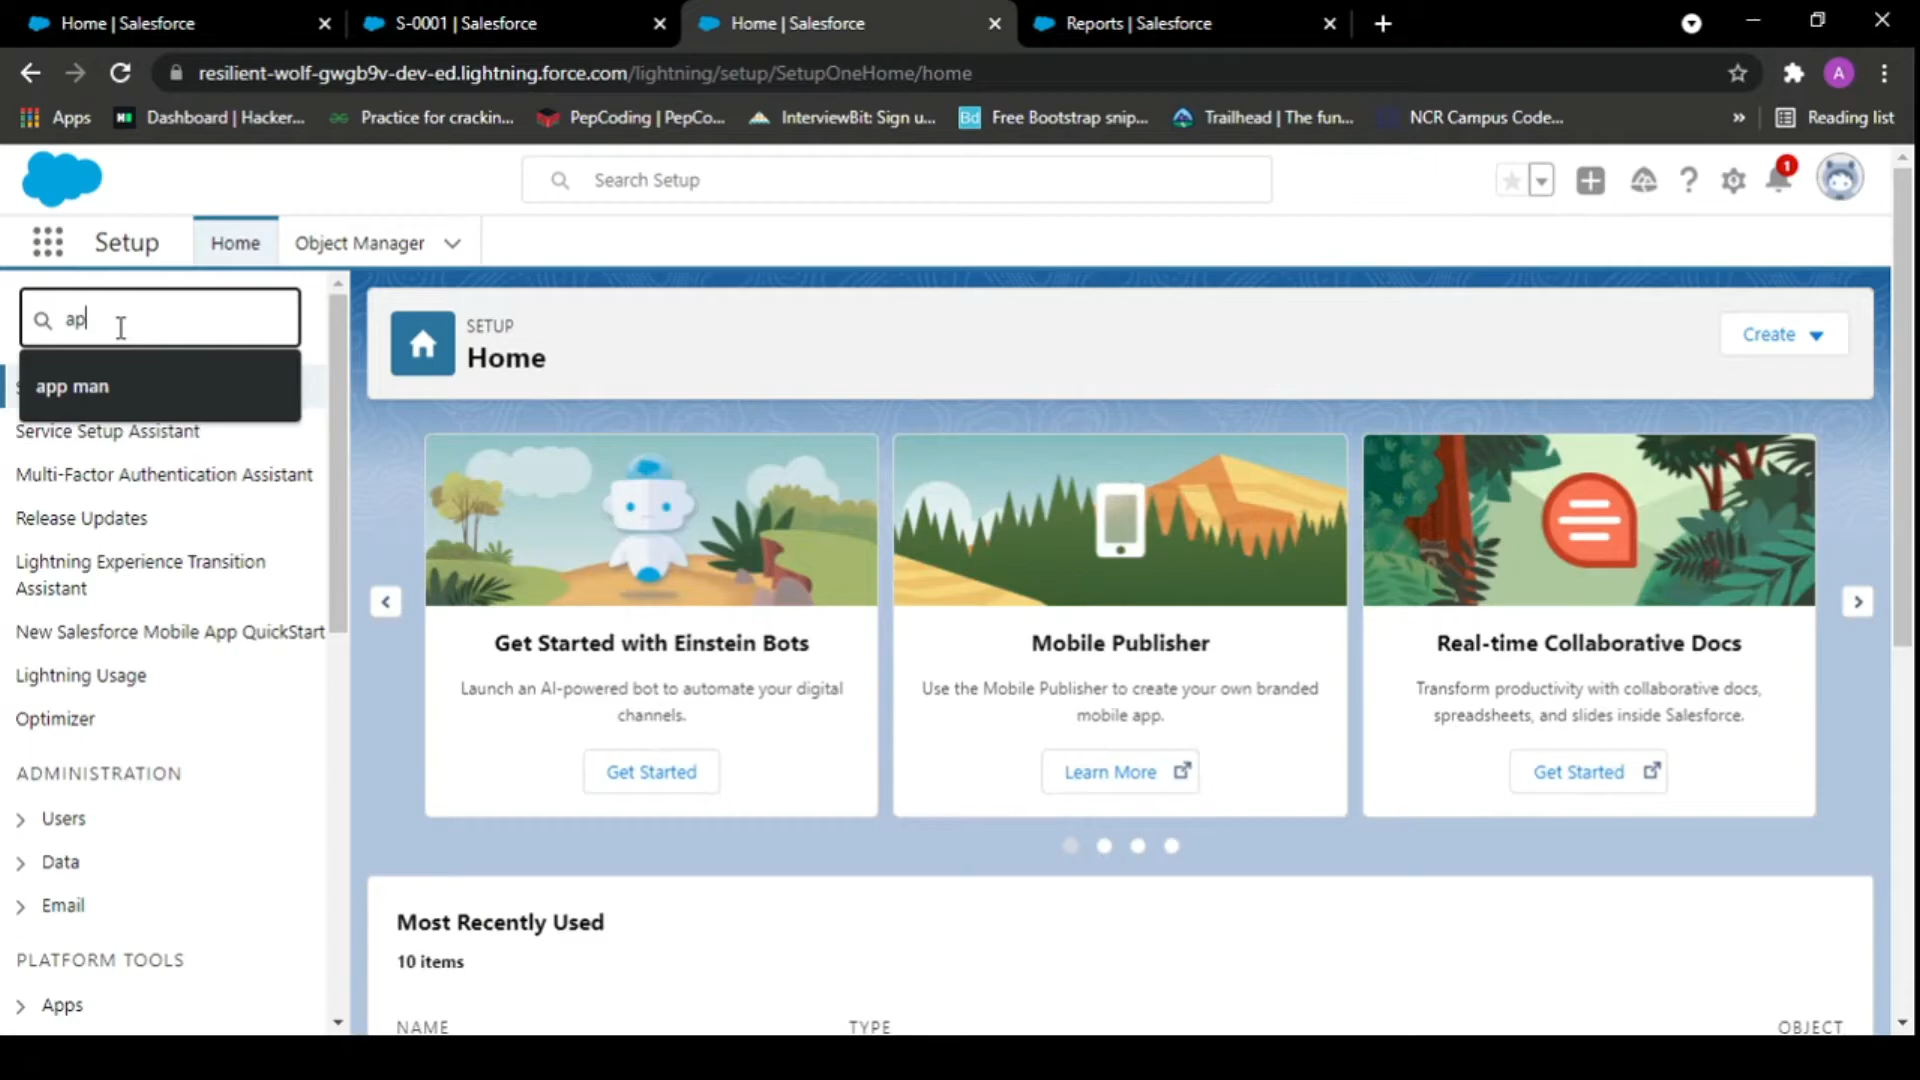 Home | Salesforce
S-0001 | Salesforce
Home | Salesforce
Reports | Salesforce
resilient-wolf-gwgb9v-dev-ed.lightning.force.com/lightning/setup/SetupOneHome/home
A
Apps
Dashboard | Hacker...
Practice for crackin...
PepCoding | PepCo...
InterviewBit: Sign u...
Bd
Free Bootstrap snip...
Trailhead | The fun...
NCR Campus Code...
»
Reading list
Search Setup
1
Setup
Home
Object Manager
ap
app man
Service Setup Assistant
Multi-Factor Authentication Assistant
Release Updates
Lightning Experience Transition
Assistant
New Salesforce Mobile App QuickStart
Lightning Usage
Optimizer
ADMINISTRATION
Users
Data
Email
PLATFORM TOOLS
Apps
SETUP
Home
Create
Get Started with Einstein Bots
Launch an AI-powered bot to automate your digital
channels.
Get Started
Mobile Publisher
Use the Mobile Publisher to create your own branded
mobile app.
Learn More
Real-time Collaborative Docs
Transform productivity with collaborative docs,
spreadsheets, and slides inside Salesforce.
Get Started
Most Recently Used
10 items
NAME
TYPE
OBJECT